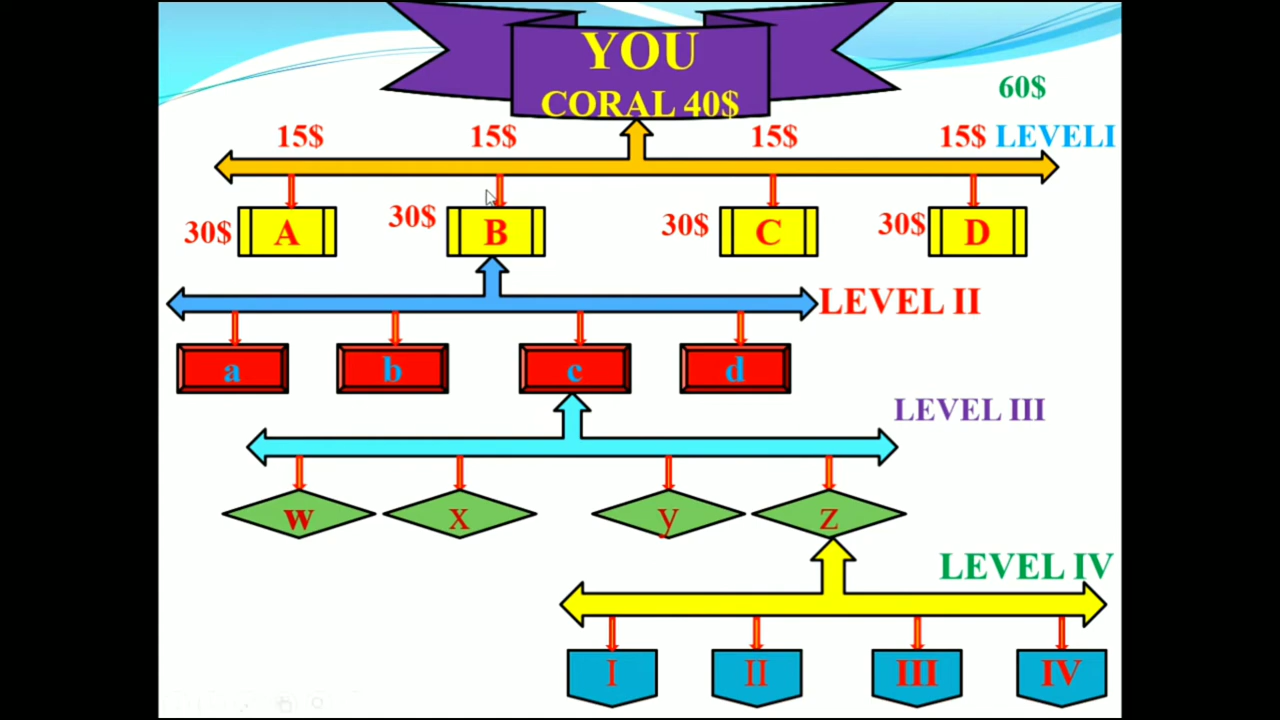 YOU
CORAL 40$
60$
15$ 15$ 15$ 15$ LEVELI
30$ A 30$ B 30$ C 30$ D
LEVEL II
a b c d
LEVEL III
w x y z
LEVEL IV
I II III IV